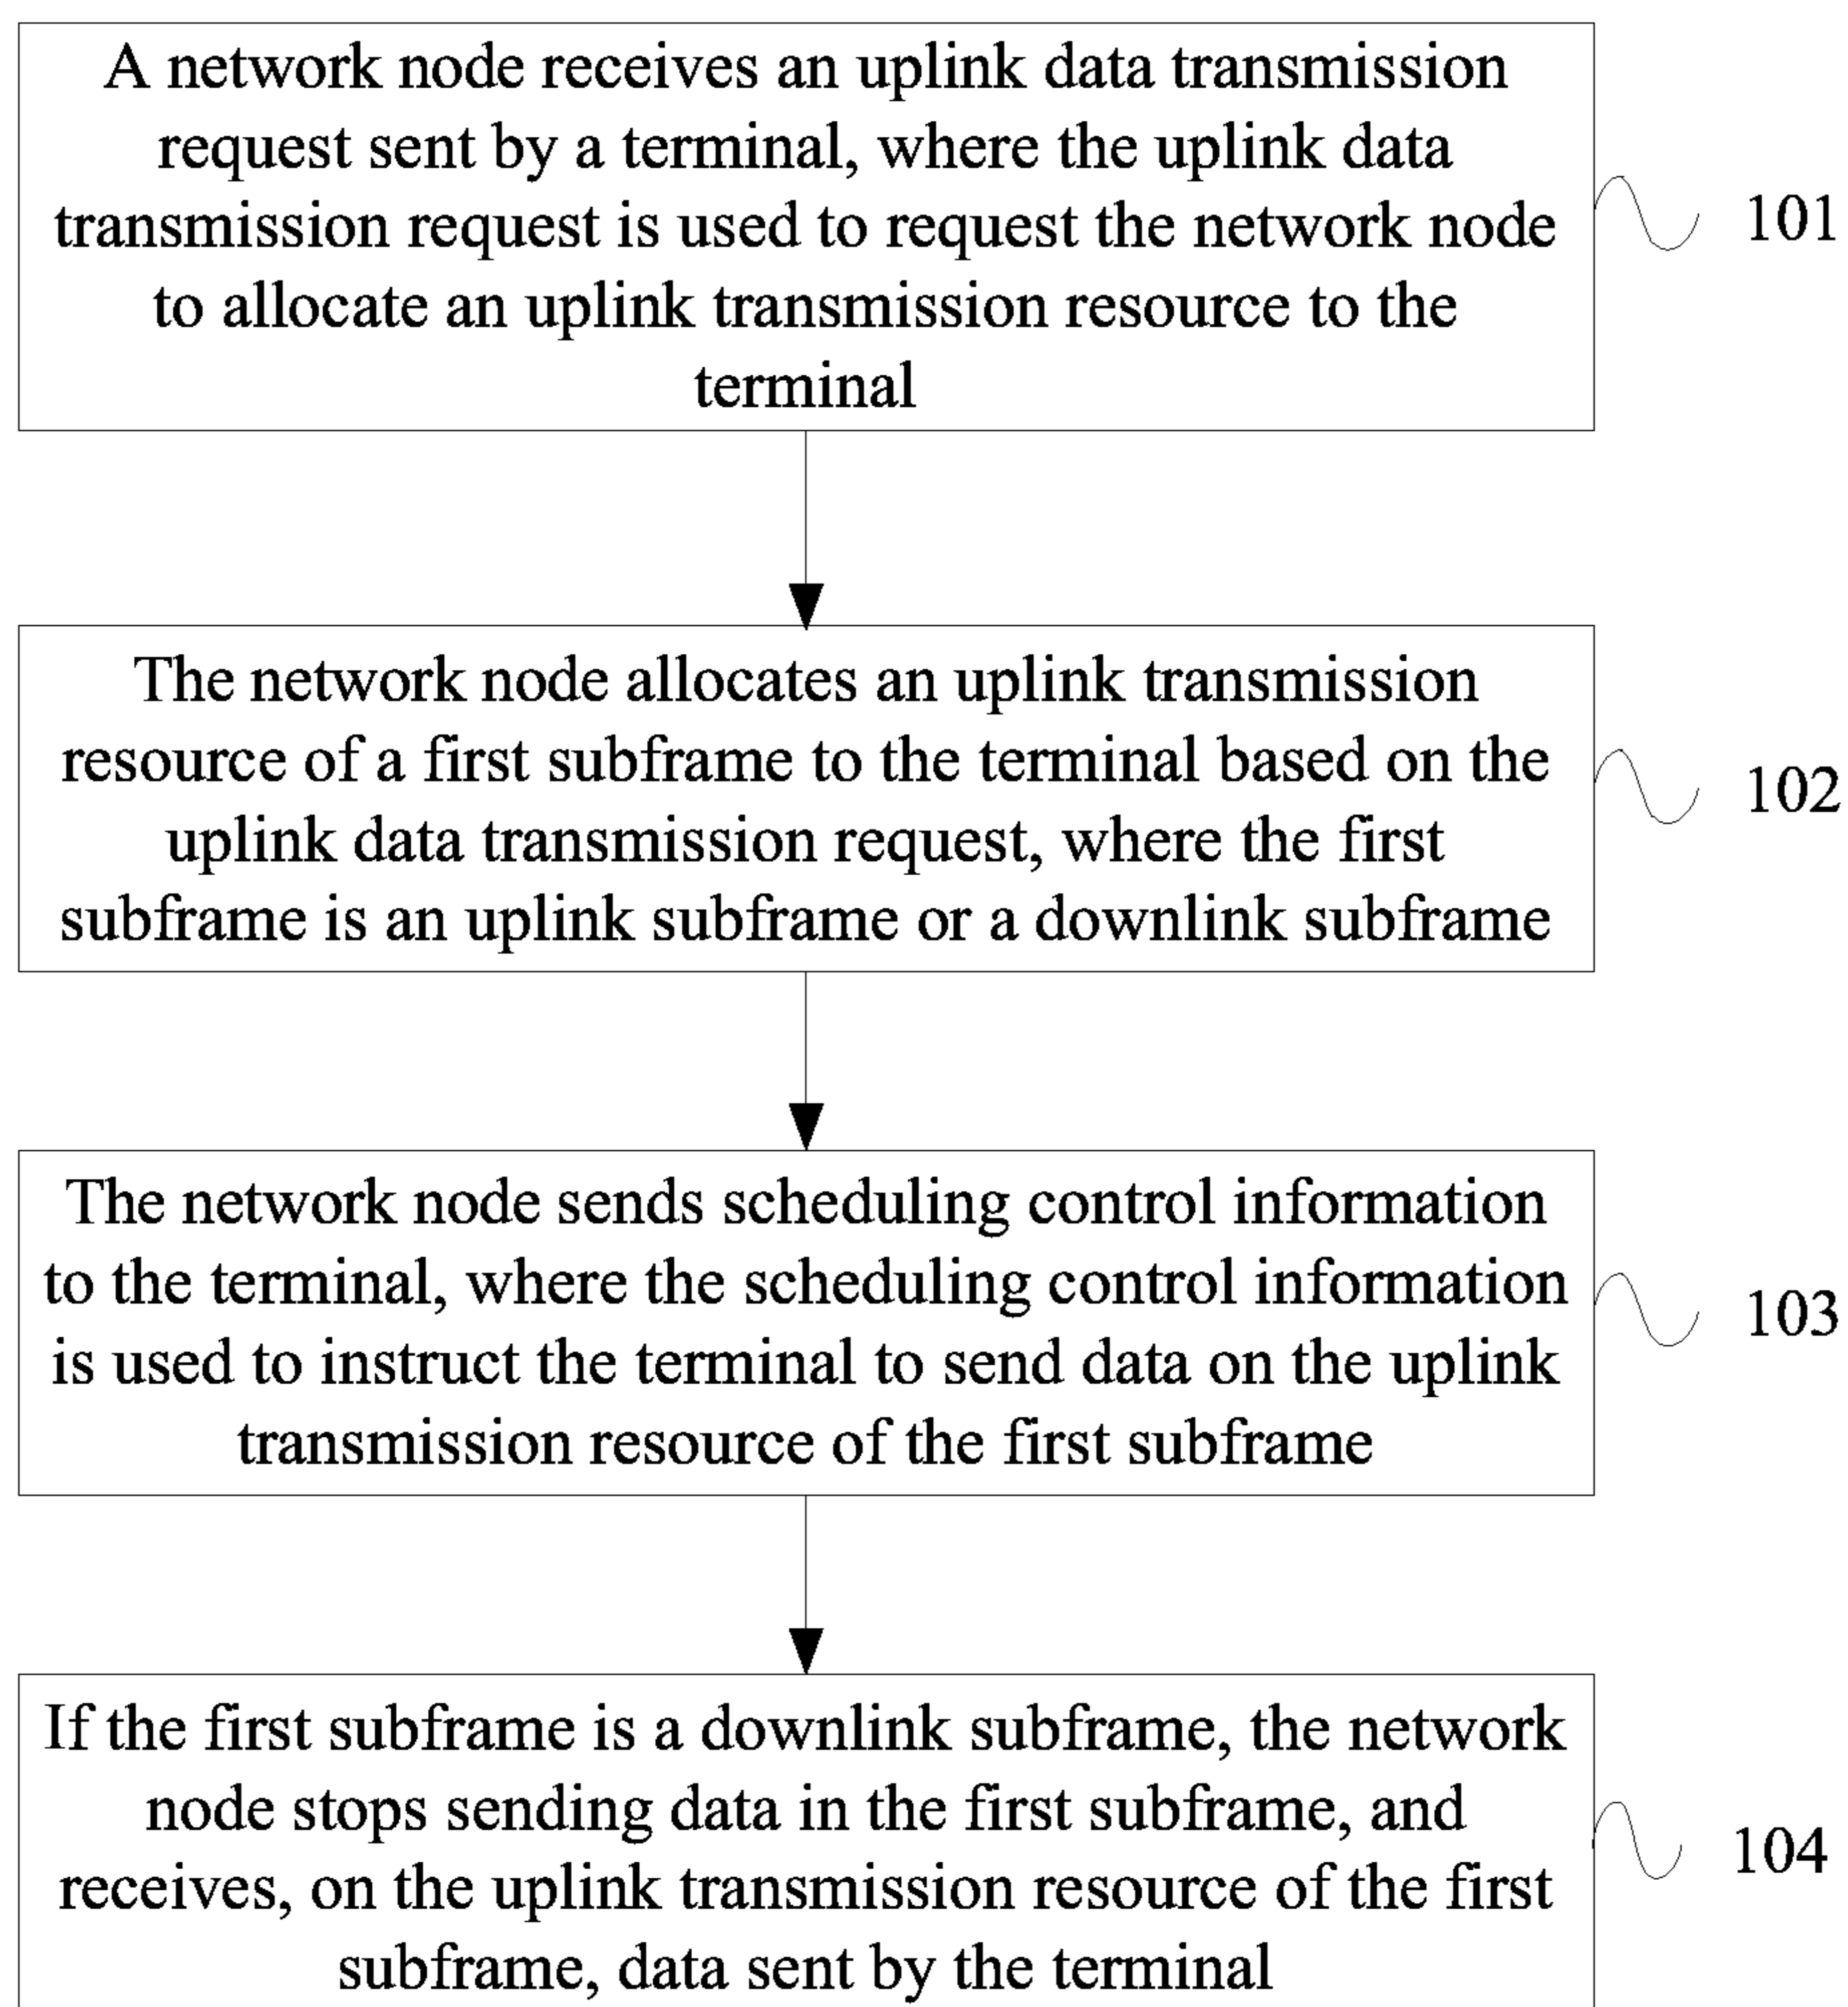 A network node receives an uplink data transmission
request sent by a terminal, where the uplink data
transmission request is used to request the network node
to allocate an uplink transmission resource to the
terminal
101
The network node allocates an uplink transmission
resource of a first subframe to the terminal based on the
uplink data transmission request, where the first
subframe is an uplink subframe or a downlink subframe
102
The network node sends scheduling control information
to the terminal, where the scheduling control information
is used to instruct the terminal to send data on the uplink
transmission resource of the first subframe
103
If the first subframe is a downlink subframe, the network
node stops sending data in the first subframe, and
receives, on the uplink transmission resource of the first
subframe, data sent by the terminal
104